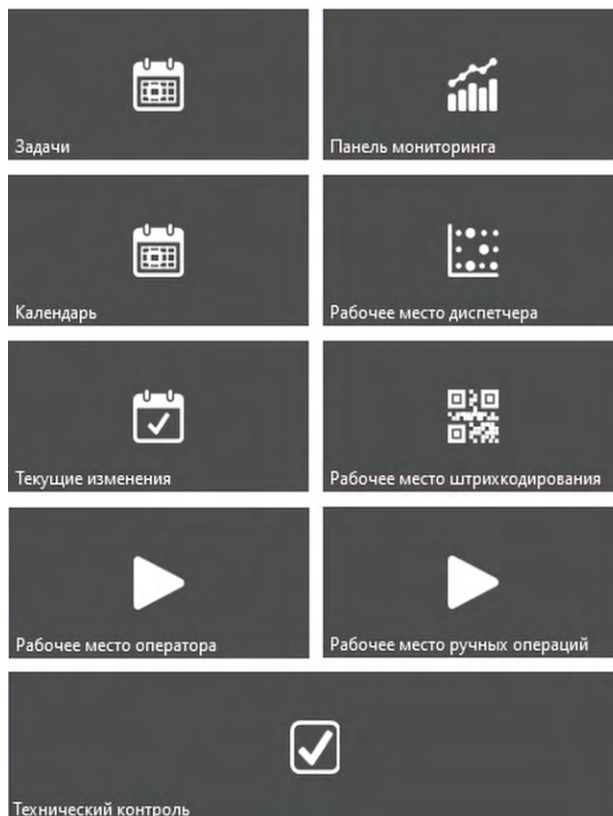 Задачи
Панель мониторинга
Календарь
Рабочее место диспетчера
Текущие изменения
Рабочее место штрихкодирования
Рабочее место оператора
Рабочее место ручных операций
Технический контроль